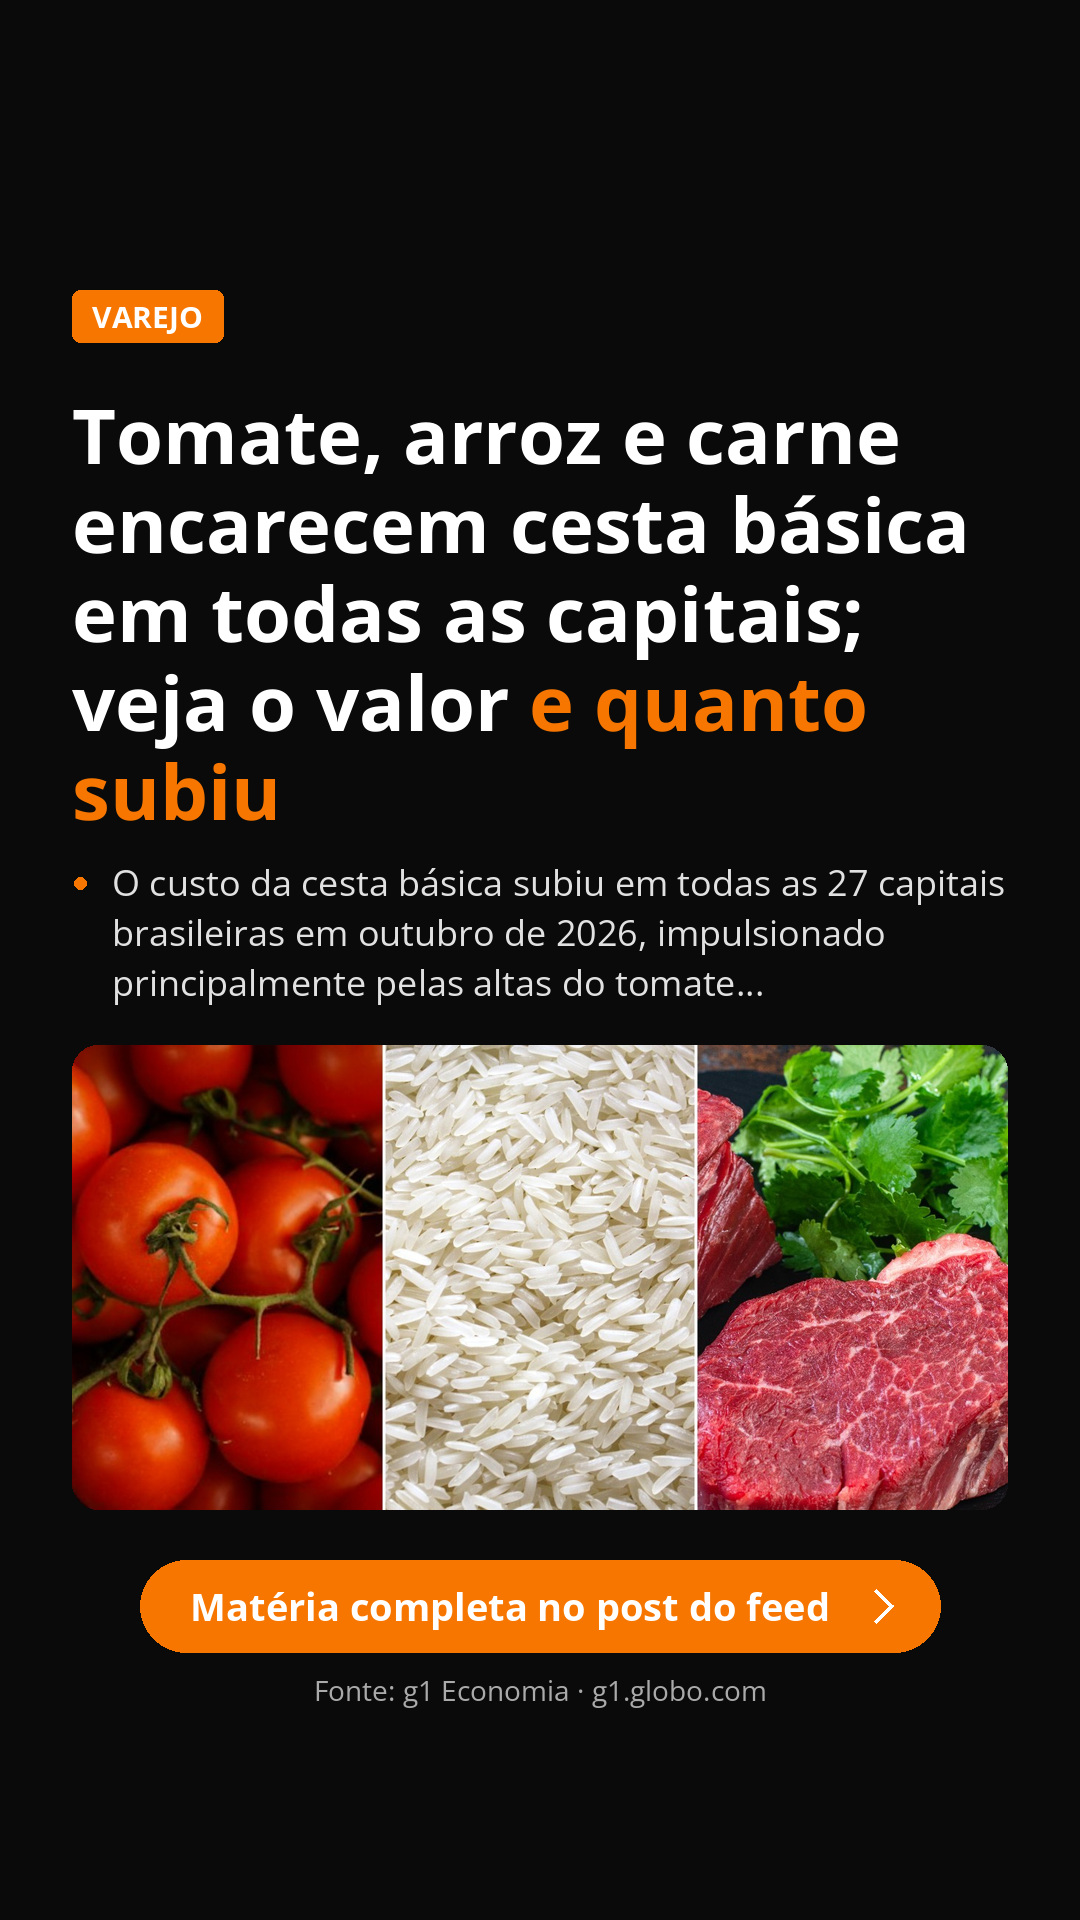 VAREJO
Tomate, arroz e carne
encarecem cesta básica
em todas as capitais;
veja o valor e quanto
subiu
O custo da cesta básica subiu em todas as 27 capitais
brasileiras em outubro de 2026, impulsionado
principalmente pelas altas do tomate...
Matéria completa no post do feed
Fonte: g1 Economia · g1.globo.com